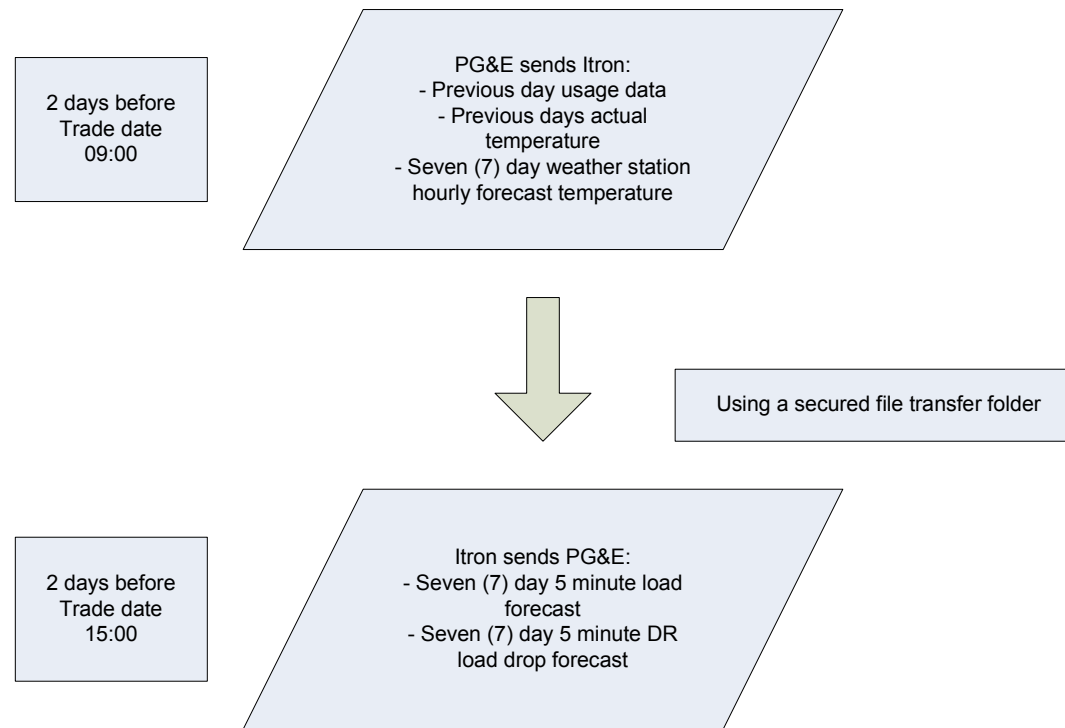 2 days before
Trade date
09:00
PG&E sends Itron:
- Previous day usage data
- Previous days actual
temperature
- Seven (7) day weather station
hourly forecast temperature
Using a secured file transfer folder
2 days before
Trade date
15:00
Itron sends PG&E:
- Seven (7) day 5 minute load
forecast
- Seven (7) day 5 minute DR
load drop forecast